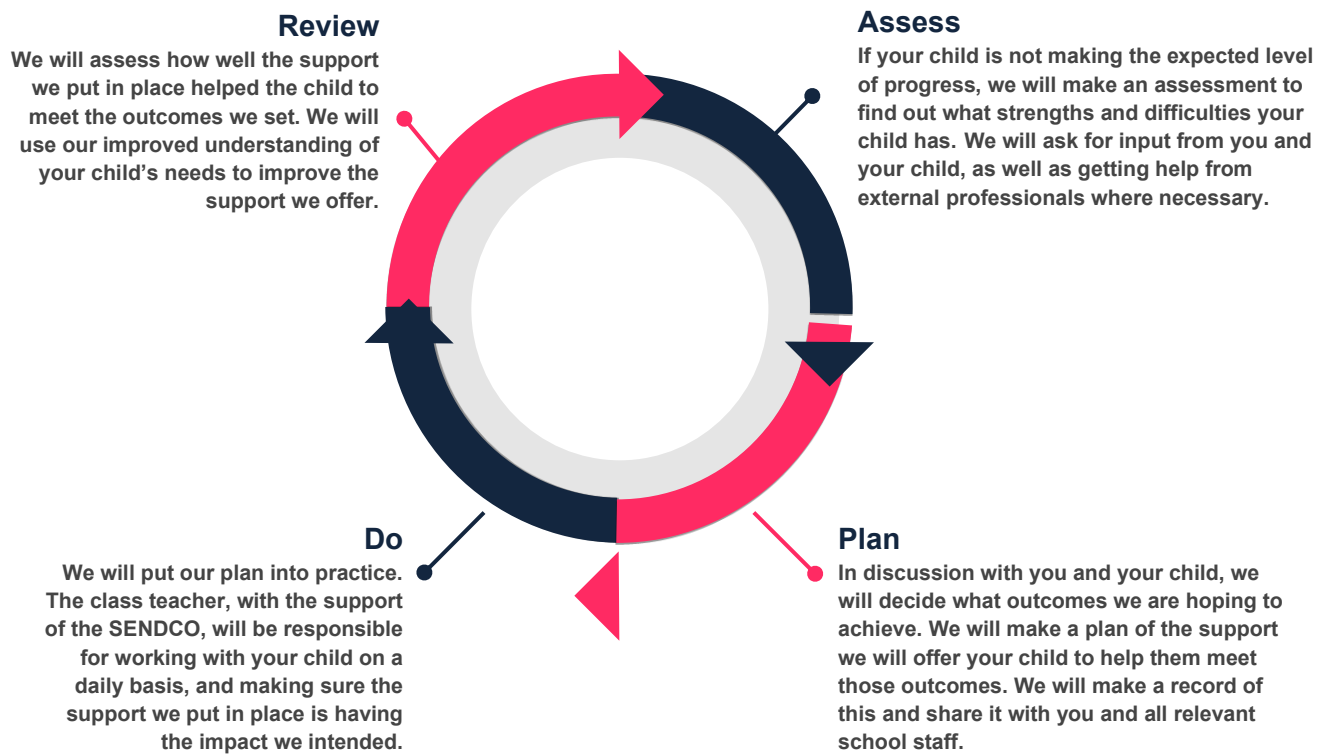 Review
We will assess how well the support
we put in place helped the child to
meet the outcomes we set. We will
use our improved understanding of
your child’s needs to improve the
support we offer.
Assess
If your child is not making the expected level
of progress, we will make an assessment to
find out what strengths and difficulties your
child has. We will ask for input from you and
your child, as well as getting help from
external professionals where necessary.
Do
We will put our plan into practice.
The class teacher, with the support
of the SENDCO, will be responsible
for working with your child on a
daily basis, and making sure the
support we put in place is having
the impact we intended.
Plan
In discussion with you and your child, we
will decide what outcomes we are hoping to
achieve. We will make a plan of the support
we will offer your child to help them meet
those outcomes. We will make a record of
this and share it with you and all relevant
school staff.